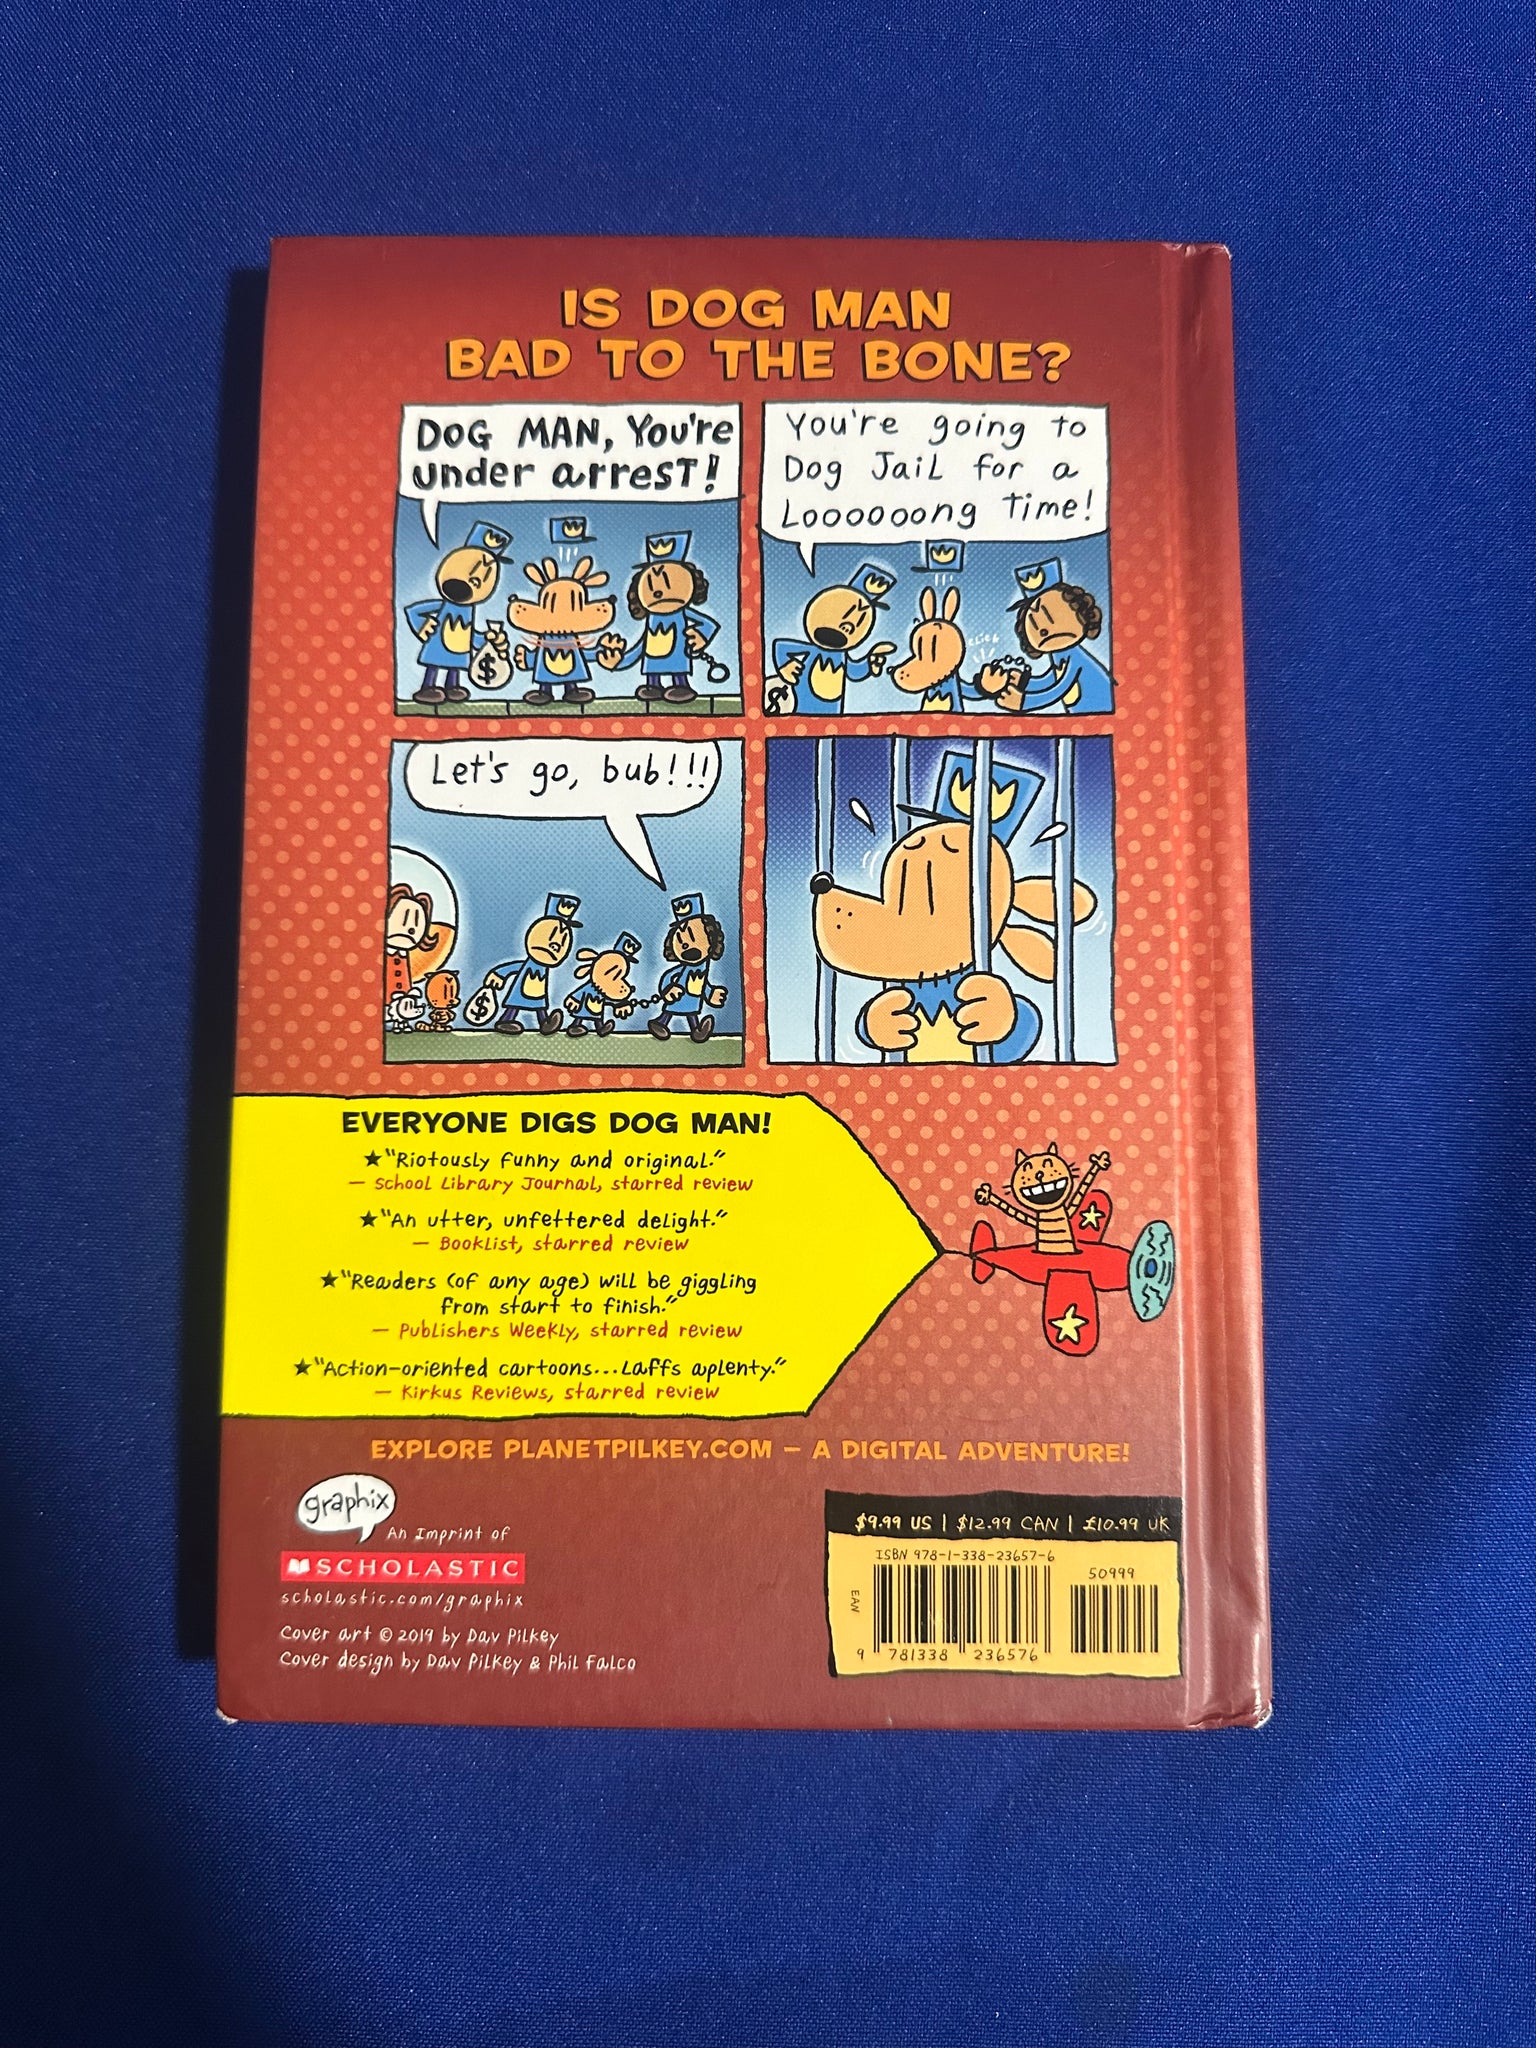 IS DOG MAN
BAD TO THE BONE?
DOG MAN, You're
under arresT!
You're going to
Dog JaiL for a
Loooooong Time!
click
Let's go, bub!!!
$
$
$
EVERYONE DIGS DOG MAN!
★"Riotously funny and original."
— School Library Journal, starred review
★"An utter, unfettered delight."
— Booklist, starred review
★"Readers (of any age) will be giggling
from start to finish."
— Publishers Weekly, starred review
★"Action-oriented cartoons...Laffs aplenty."
— Kirkus Reviews, starred review
EXPLORE PLANETPILKEY.COM — A DIGITAL ADVENTURE!
graphix
An Imprint of
SCHOLASTIC
scholastic.com/graphix
Cover art © 2019 by Dav Pilkey
Cover design by Dav Pilkey & Phil Falco
$9.99 US | $12.99 CAN | £10.99 UK
ISBN 978-1-338-23657-6
50999
EAN
9 781338 236576